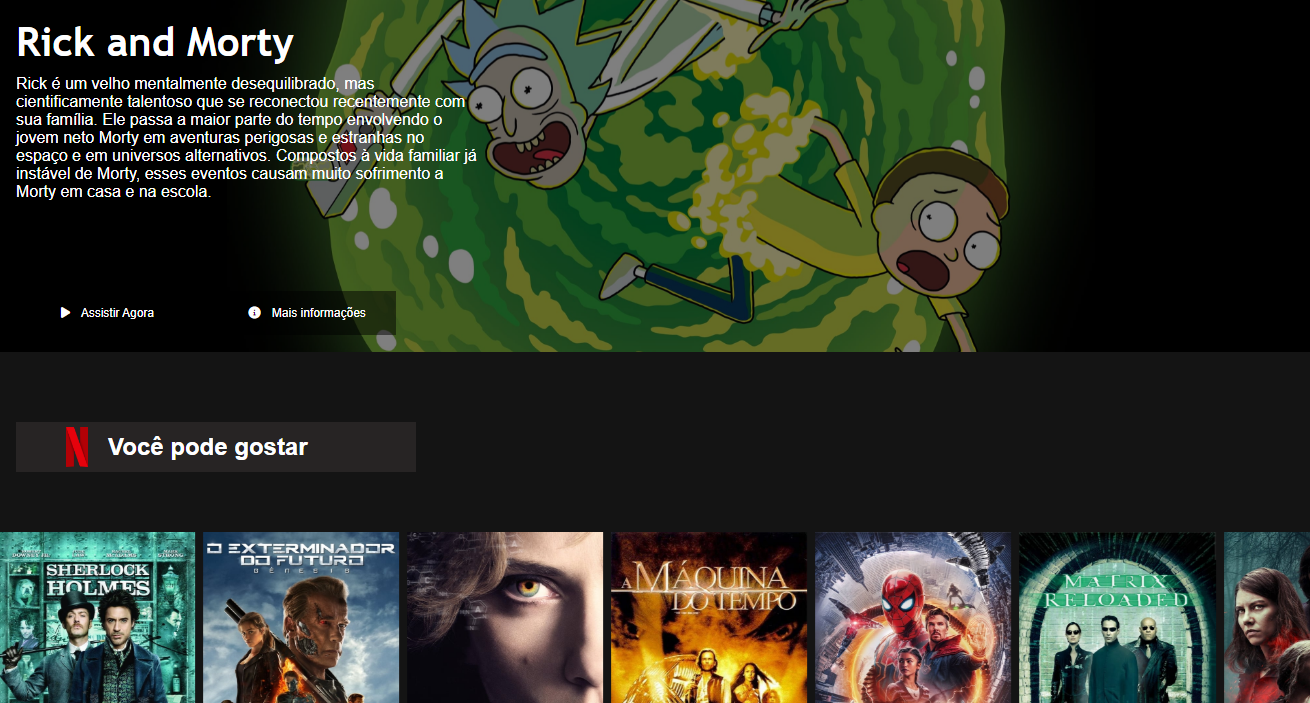 Rick and Morty
Rick é um velho mentalmente desequilibrado, mas
cientificamente talentoso que se reconectou recentemente com
sua família. Ele passa a maior parte do tempo envolvendo o
jovem neto Morty em aventuras perigosas e estranhas no
espaço e em universos alternativos. Compostos à vida familiar já
instável de Morty, esses eventos causam muito sofrimento a
Morty em casa e na escola.
Assistir Agora
Mais informações
N
Você pode gostar
SHERLOCK
HOLMES
O EXTERMINADOR
DO FUTURO
GÊNESIS
A MÁQUINA
DO TEMPO
MATRIX
RELOADED